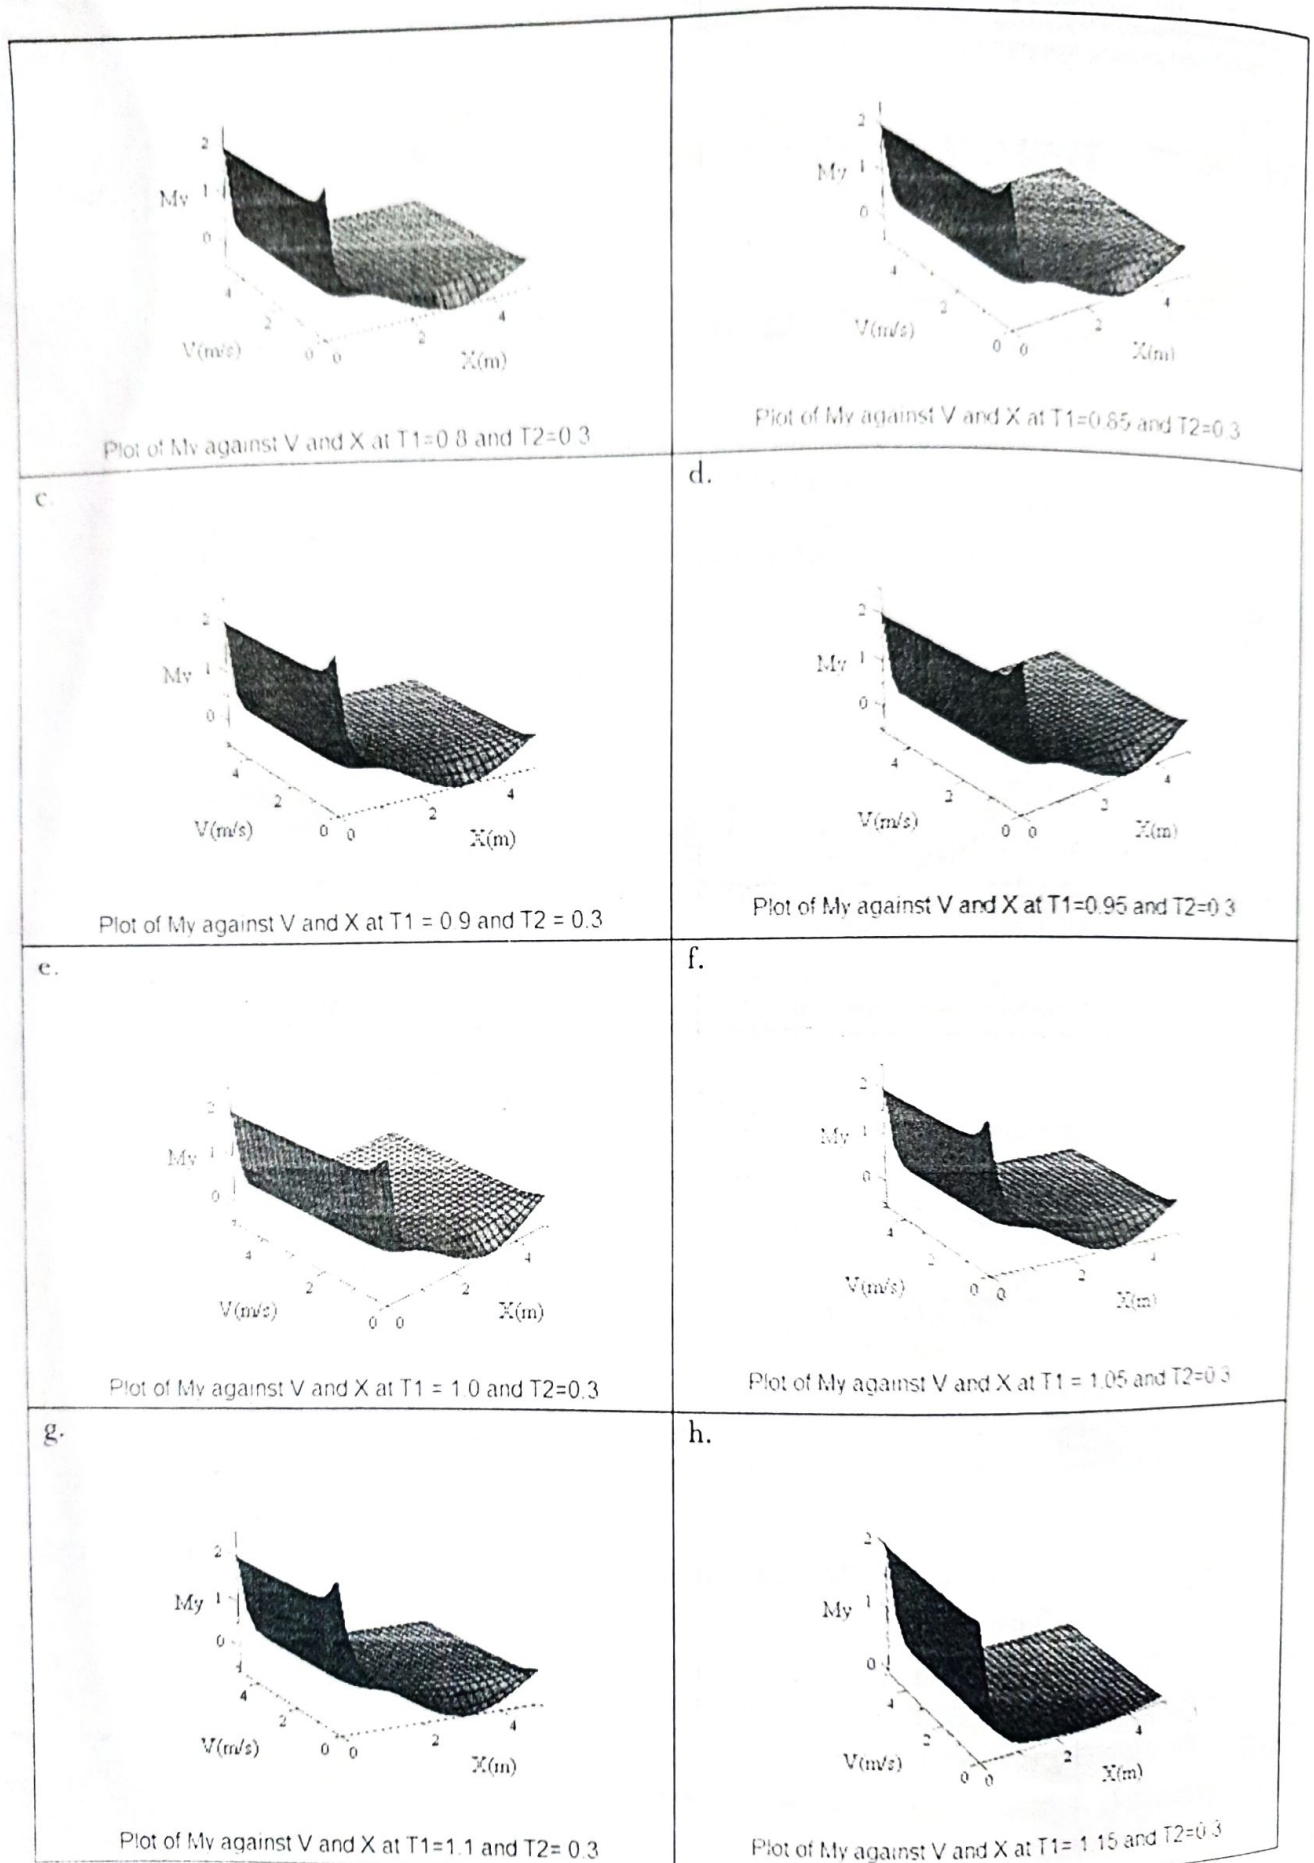 2
My 1
0
4
2
0 0
2
4
V(m/s)
X(m)
Plot of My against V and X at T1=0.8 and T2=0.3
2
My 1
0
4
2
0 0
2
4
V(m/s)
X(m)
Plot of My against V and X at T1=0.85 and T2=0.3
c.
2
My 1
0
4
2
0 0
2
4
V(m/s)
X(m)
Plot of My against V and X at T1 = 0.9 and T2 = 0.3
d.
2
My 1
0
4
2
0 0
2
4
V(m/s)
X(m)
Plot of My against V and X at T1=0.95 and T2=0.3
e.
2
My 1
0
4
2
0 0
2
4
V(m/s)
X(m)
Plot of My against V and X at T1 = 1.0 and T2=0.3
f.
2
My 1
0
4
2
0 0
2
4
V(m/s)
X(m)
Plot of My against V and X at T1 = 1.05 and T2=0.3
g.
2
My 1
0
4
2
0 0
2
4
V(m/s)
X(m)
Plot of My against V and X at T1=1.1 and T2= 0.3
h.
2
My 1
0
4
2
0 0
2
4
V(m/s)
X(m)
Plot of My against V and X at T1= 1.15 and T2=0.3